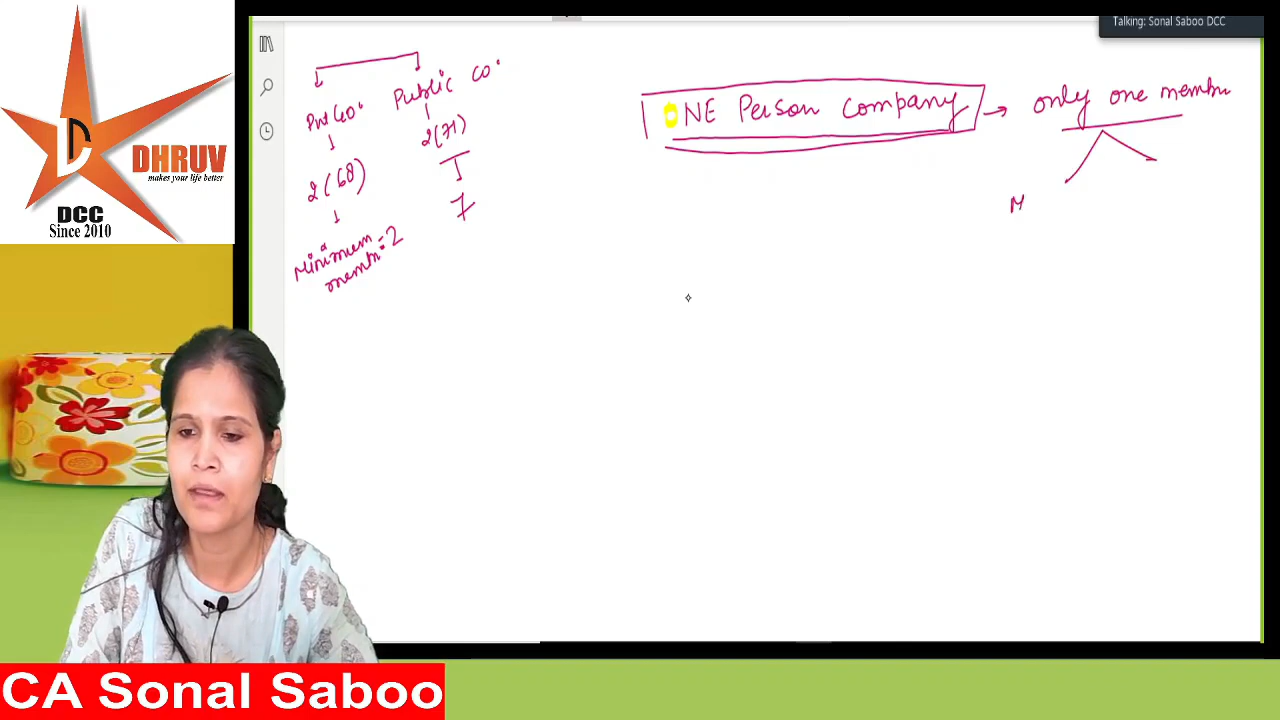 Talking: Sonal Saboo DCC
DHRUV
makes your life better
DCC
Since 2010
Pvt Co.
Public Co.
2(68)
2(71)
7
Minimum
memb = 2
ONE Person Company → only one member
M
CA Sonal Saboo